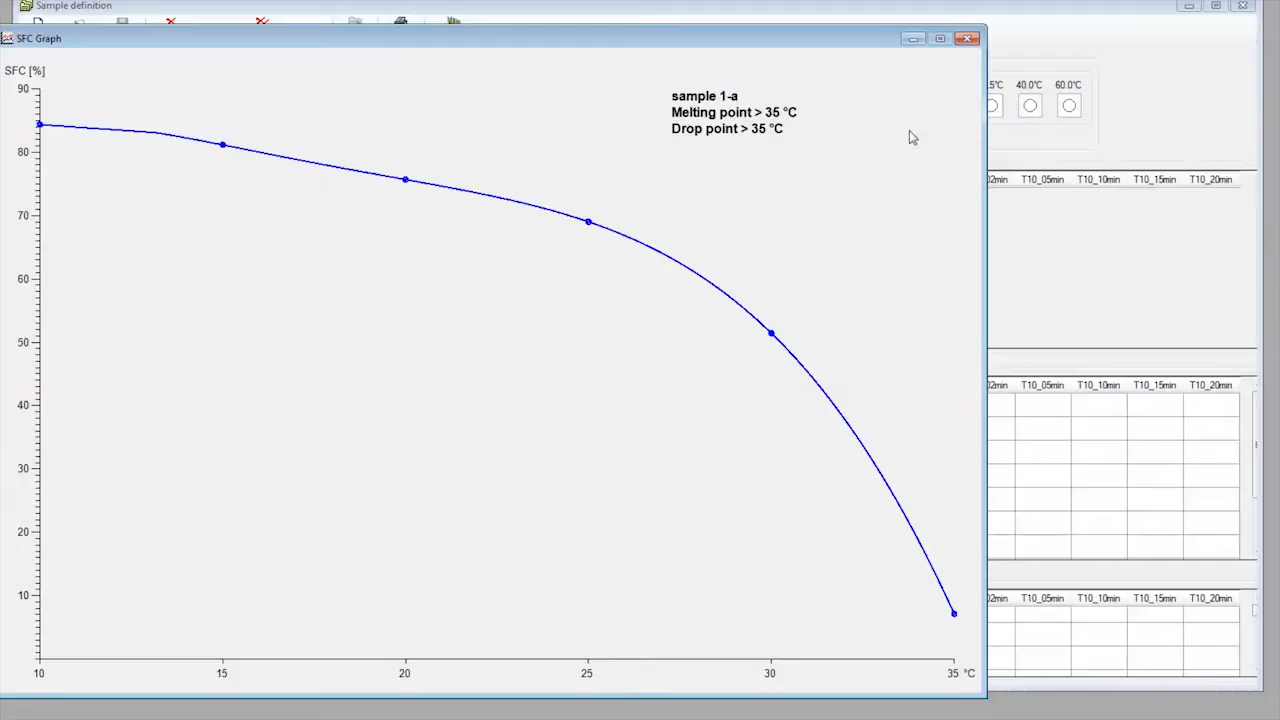 Sample definition
SFC Graph
SFC [%]
90
80
70
60
50
40
30
20
10
10 15 20 25 30 35 °C
sample 1-a
Melting point > 35 °C
Drop point > 35 °C
40.0°C 60.0°C
T10_05min T10_10min T10_15min T10_20min
T10_05min T10_10min T10_15min T10_20min
T10_05min T10_10min T10_15min T10_20min